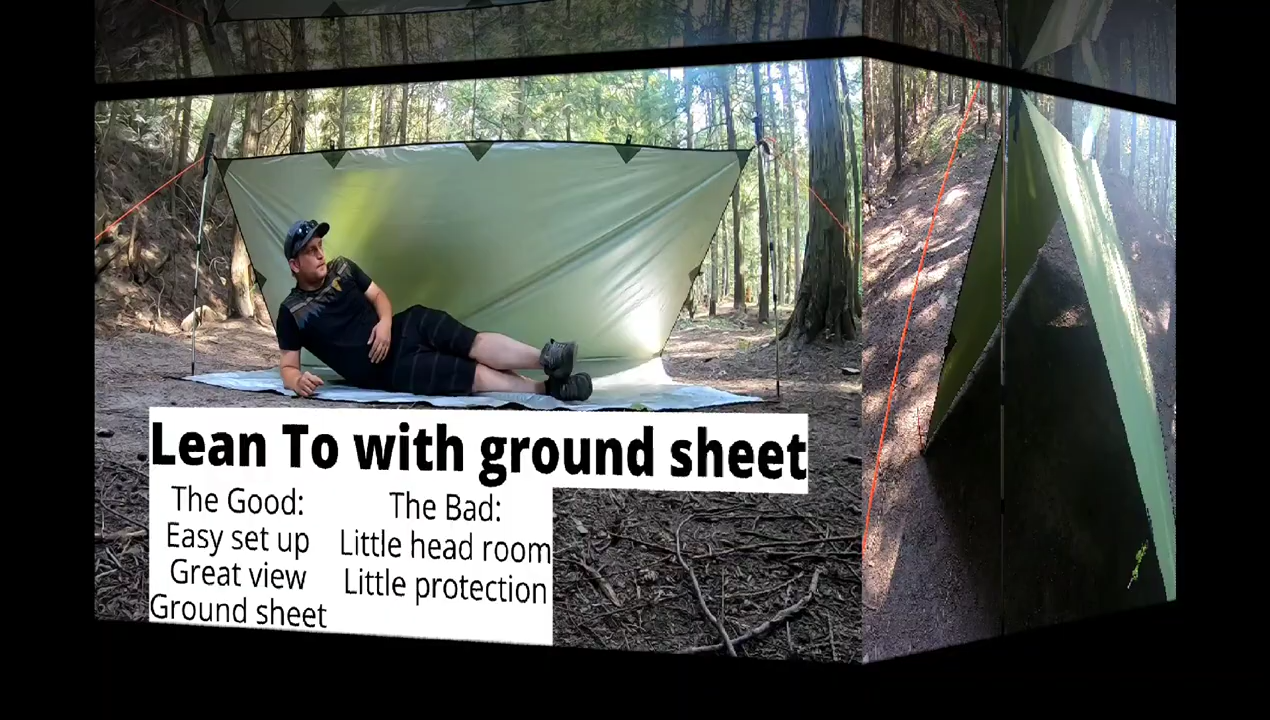 Lean To with ground sheet
The Good:
Easy set up
Great view
Ground sheet
The Bad:
Little head room
Little protection